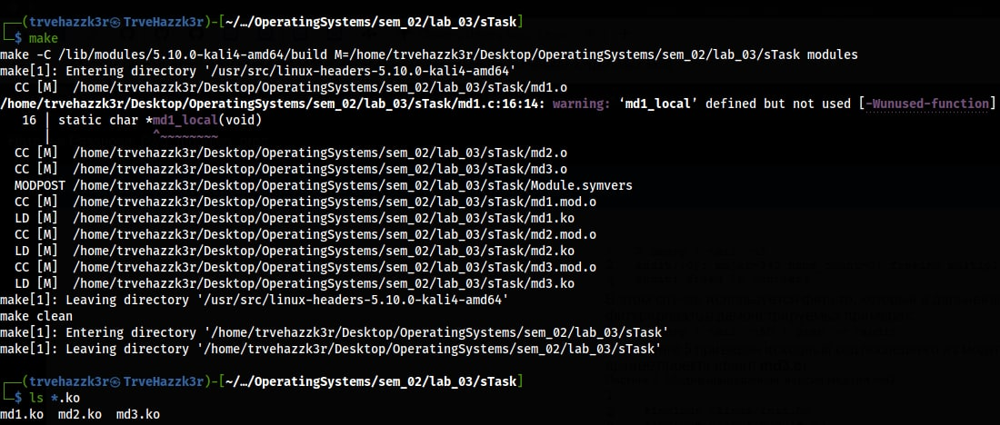 ┌──(trvehazzk3r㉿TrveHazzk3r)-[~/…/OperatingSystems/sem_02/lab_03/sTask]
└─$ make
make -C /lib/modules/5.10.0-kali4-amd64/build M=/home/trvehazzk3r/Desktop/OperatingSystems/sem_02/lab_03/sTask modules
make[1]: Entering directory '/usr/src/linux-headers-5.10.0-kali4-amd64'
  CC [M]  /home/trvehazzk3r/Desktop/OperatingSystems/sem_02/lab_03/sTask/md1.o
/home/trvehazzk3r/Desktop/OperatingSystems/sem_02/lab_03/sTask/md1.c:16:14: warning: ‘md1_local’ defined but not used [-Wunused-function]
   16 | static char *md1_local(void)
      |              ^~~~~~~~~
  CC [M]  /home/trvehazzk3r/Desktop/OperatingSystems/sem_02/lab_03/sTask/md2.o
  CC [M]  /home/trvehazzk3r/Desktop/OperatingSystems/sem_02/lab_03/sTask/md3.o
  MODPOST /home/trvehazzk3r/Desktop/OperatingSystems/sem_02/lab_03/sTask/Module.symvers
  CC [M]  /home/trvehazzk3r/Desktop/OperatingSystems/sem_02/lab_03/sTask/md1.mod.o
  LD [M]  /home/trvehazzk3r/Desktop/OperatingSystems/sem_02/lab_03/sTask/md1.ko
  CC [M]  /home/trvehazzk3r/Desktop/OperatingSystems/sem_02/lab_03/sTask/md2.mod.o
  LD [M]  /home/trvehazzk3r/Desktop/OperatingSystems/sem_02/lab_03/sTask/md2.ko
  CC [M]  /home/trvehazzk3r/Desktop/OperatingSystems/sem_02/lab_03/sTask/md3.mod.o
  LD [M]  /home/trvehazzk3r/Desktop/OperatingSystems/sem_02/lab_03/sTask/md3.ko
make[1]: Leaving directory '/usr/src/linux-headers-5.10.0-kali4-amd64'
make clean
make[1]: Entering directory '/home/trvehazzk3r/Desktop/OperatingSystems/sem_02/lab_03/sTask'
make[1]: Leaving directory '/home/trvehazzk3r/Desktop/OperatingSystems/sem_02/lab_03/sTask'
┌──(trvehazzk3r㉿TrveHazzk3r)-[~/…/OperatingSystems/sem_02/lab_03/sTask]
└─$ ls *.ko
md1.ko  md2.ko  md3.ko